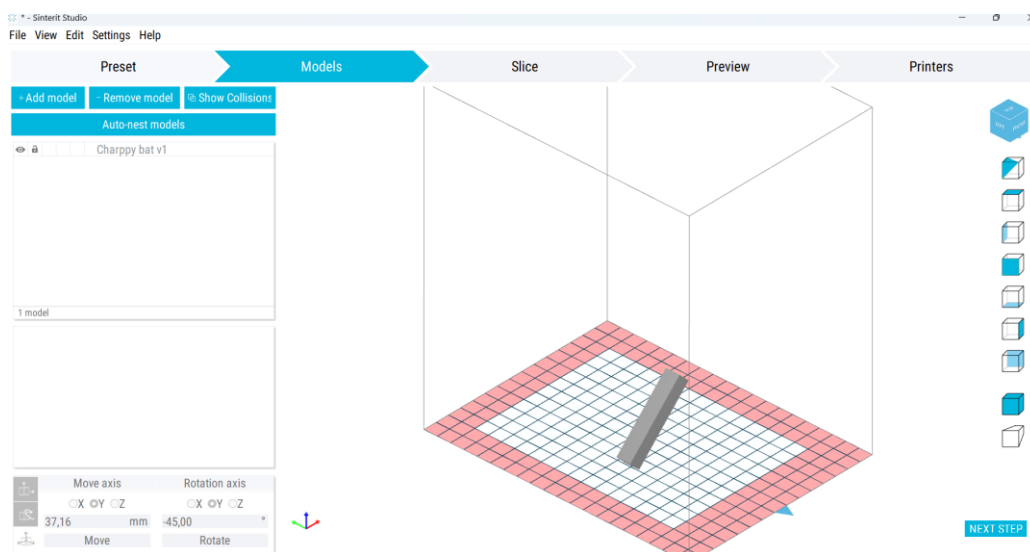 * - Sinterit Studio
File View Edit Settings Help
Preset Models Slice Preview Printers
+Add model - Remove model Show Collisions
Auto-nest models
Charppy bat v1
1 model
Move axis Rotation axis
X Y Z X Y Z
37,16 mm -45,00 °
Move Rotate
NEXT STEP